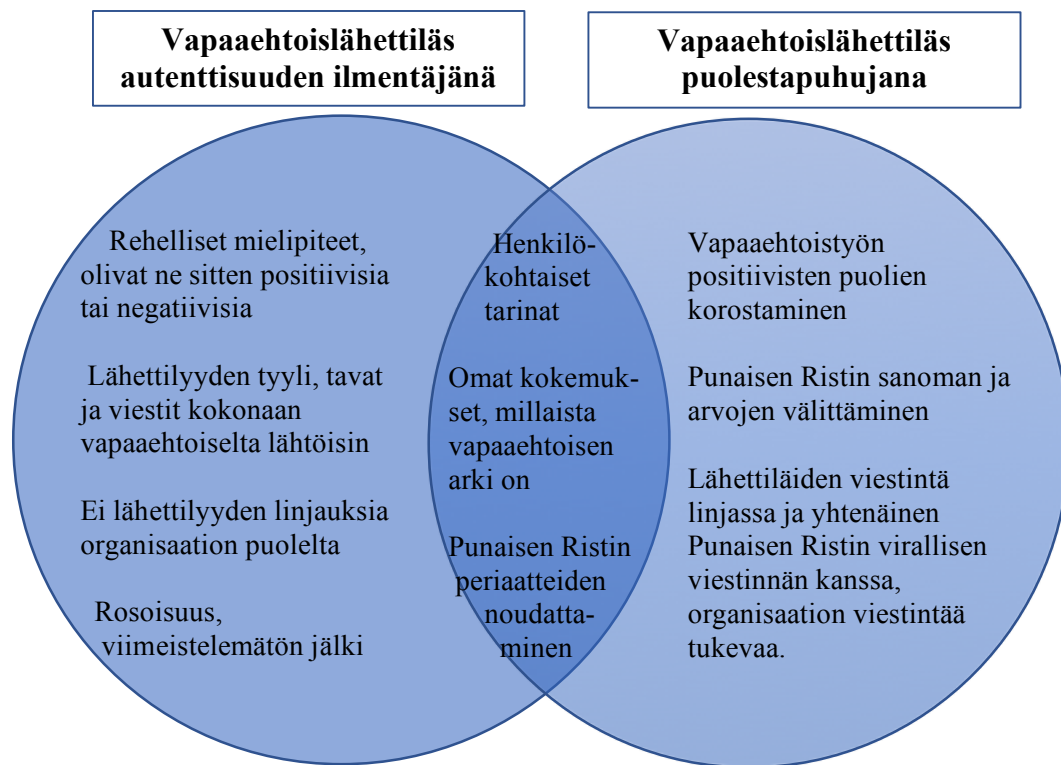 Vapaaehtoislähettiläs
autenttisuuden ilmentäjänä
Vapaaehtoislähettiläs
puolestapuhujana
Rehelliset mielipiteet,
olivat ne sitten positiivisia
tai negatiivisia
Lähettilyyden tyyli, tavat
ja viestit kokonaan
vapaaehtoiselta lähtöisin
Ei lähettilyyden linjauksia
organisaation puolelta
Rosoisuus,
viimeistelemätön jälki
Henkilö-
kohtaiset
tarinat
Omat kokemuk-
set, millaista
vapaaehtoisen
arki on
Punaisen Ristin
periaatteiden
noudatta-
minen
Vapaaehtoistyön
positiivisten puolien
korostaminen
Punaisen Ristin sanoman ja
arvojen välittäminen
Lähettiläiden viestintä
linjassa ja yhtenäinen
Punaisen Ristin virallisen
viestinnän kanssa,
organisaation viestintää
tukevaa.